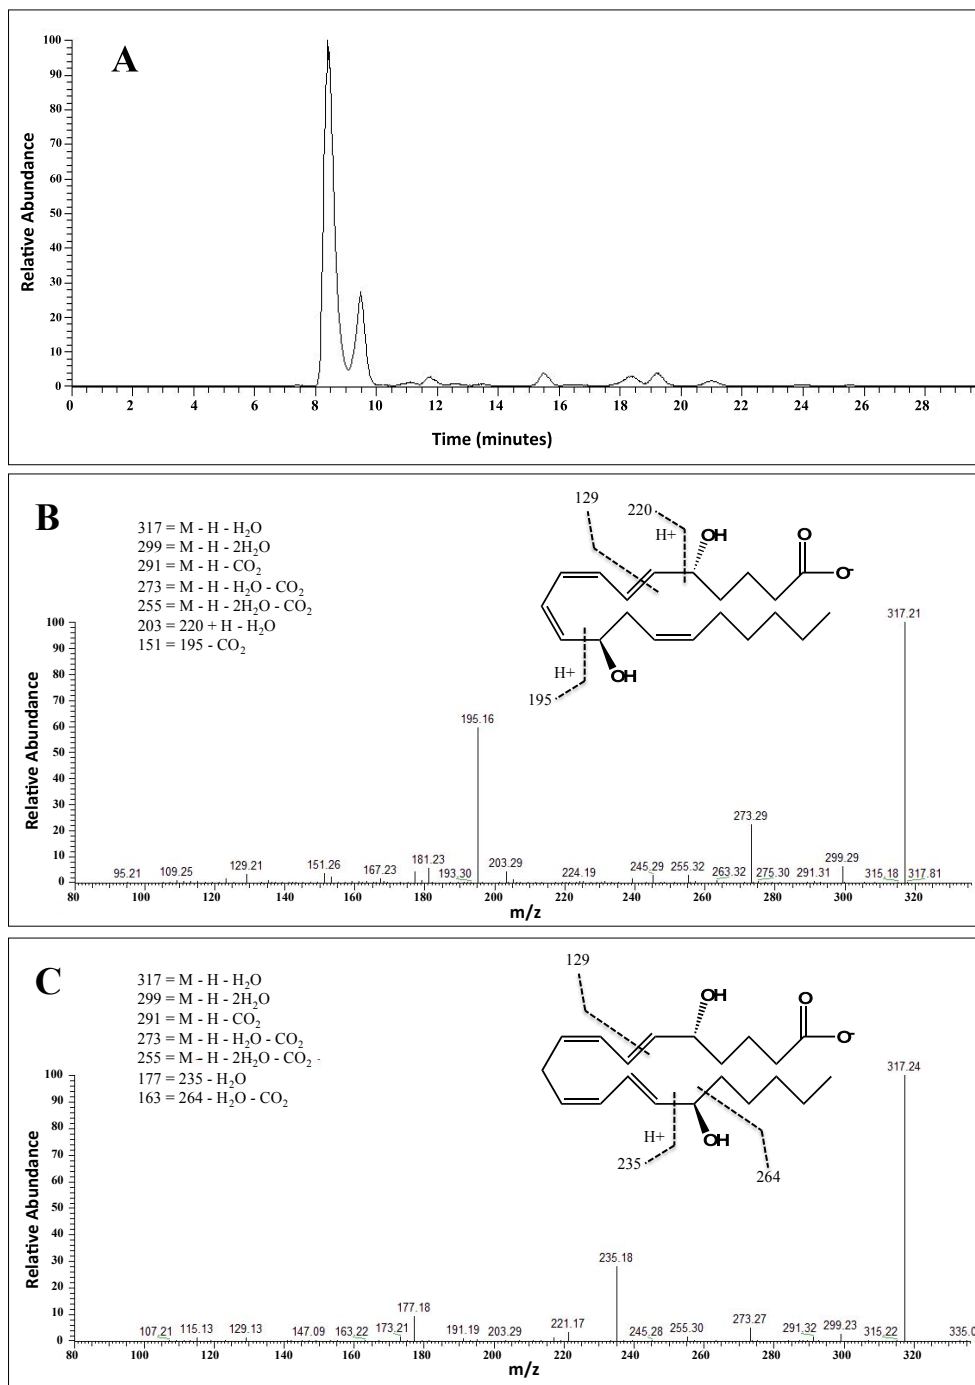 A
100
90
80
70
60
50
40
30
20
10
0
Relative Abundance
0 2 4 6 8 10 12 14 16 18 20 22 24 26 28
Time (minutes)
B
317 = M - H - H₂O
299 = M - H - 2H₂O
291 = M - H - CO₂
273 = M - H - H₂O - CO₂
255 = M - H - 2H₂O - CO₂
203 = 220 + H - H₂O
151 = 195 - CO₂
129
220
H+
OH
O
O-
H+
OH
195
100
90
80
70
60
50
40
30
20
10
0
Relative Abundance
317.21
195.16
273.29
95.21 109.25 129.21 151.26 167.23 181.23 193.30 203.29 224.19 245.29 255.32 263.32 275.30 291.31 299.29 315.18 317.81
80 100 120 140 160 180 200 220 240 260 280 300 320
m/z
C
317 = M - H - H₂O
299 = M - H - 2H₂O
291 = M - H - CO₂
273 = M - H - H₂O - CO₂
255 = M - H - 2H₂O - CO₂
177 = 235 - H₂O
163 = 264 - H₂O - CO₂
129
OH
O
O-
H+
OH
235
264
100
90
80
70
60
50
40
30
20
10
0
Relative Abundance
317.24
235.18
177.18
107.21 115.13 129.13 147.09 163.22 173.21 191.19 203.29 221.17 245.28 255.30 273.27 291.32 299.23 315.22 335.0
80 100 120 140 160 180 200 220 240 260 280 300 320
m/z